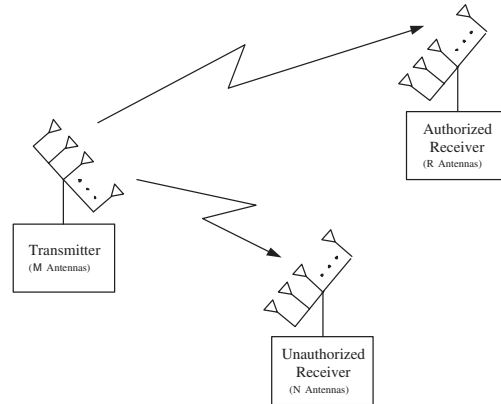 Authorized
Receiver
(R Antennas)
Transmitter
(M Antennas)
Unauthorized
Receiver
(N Antennas)